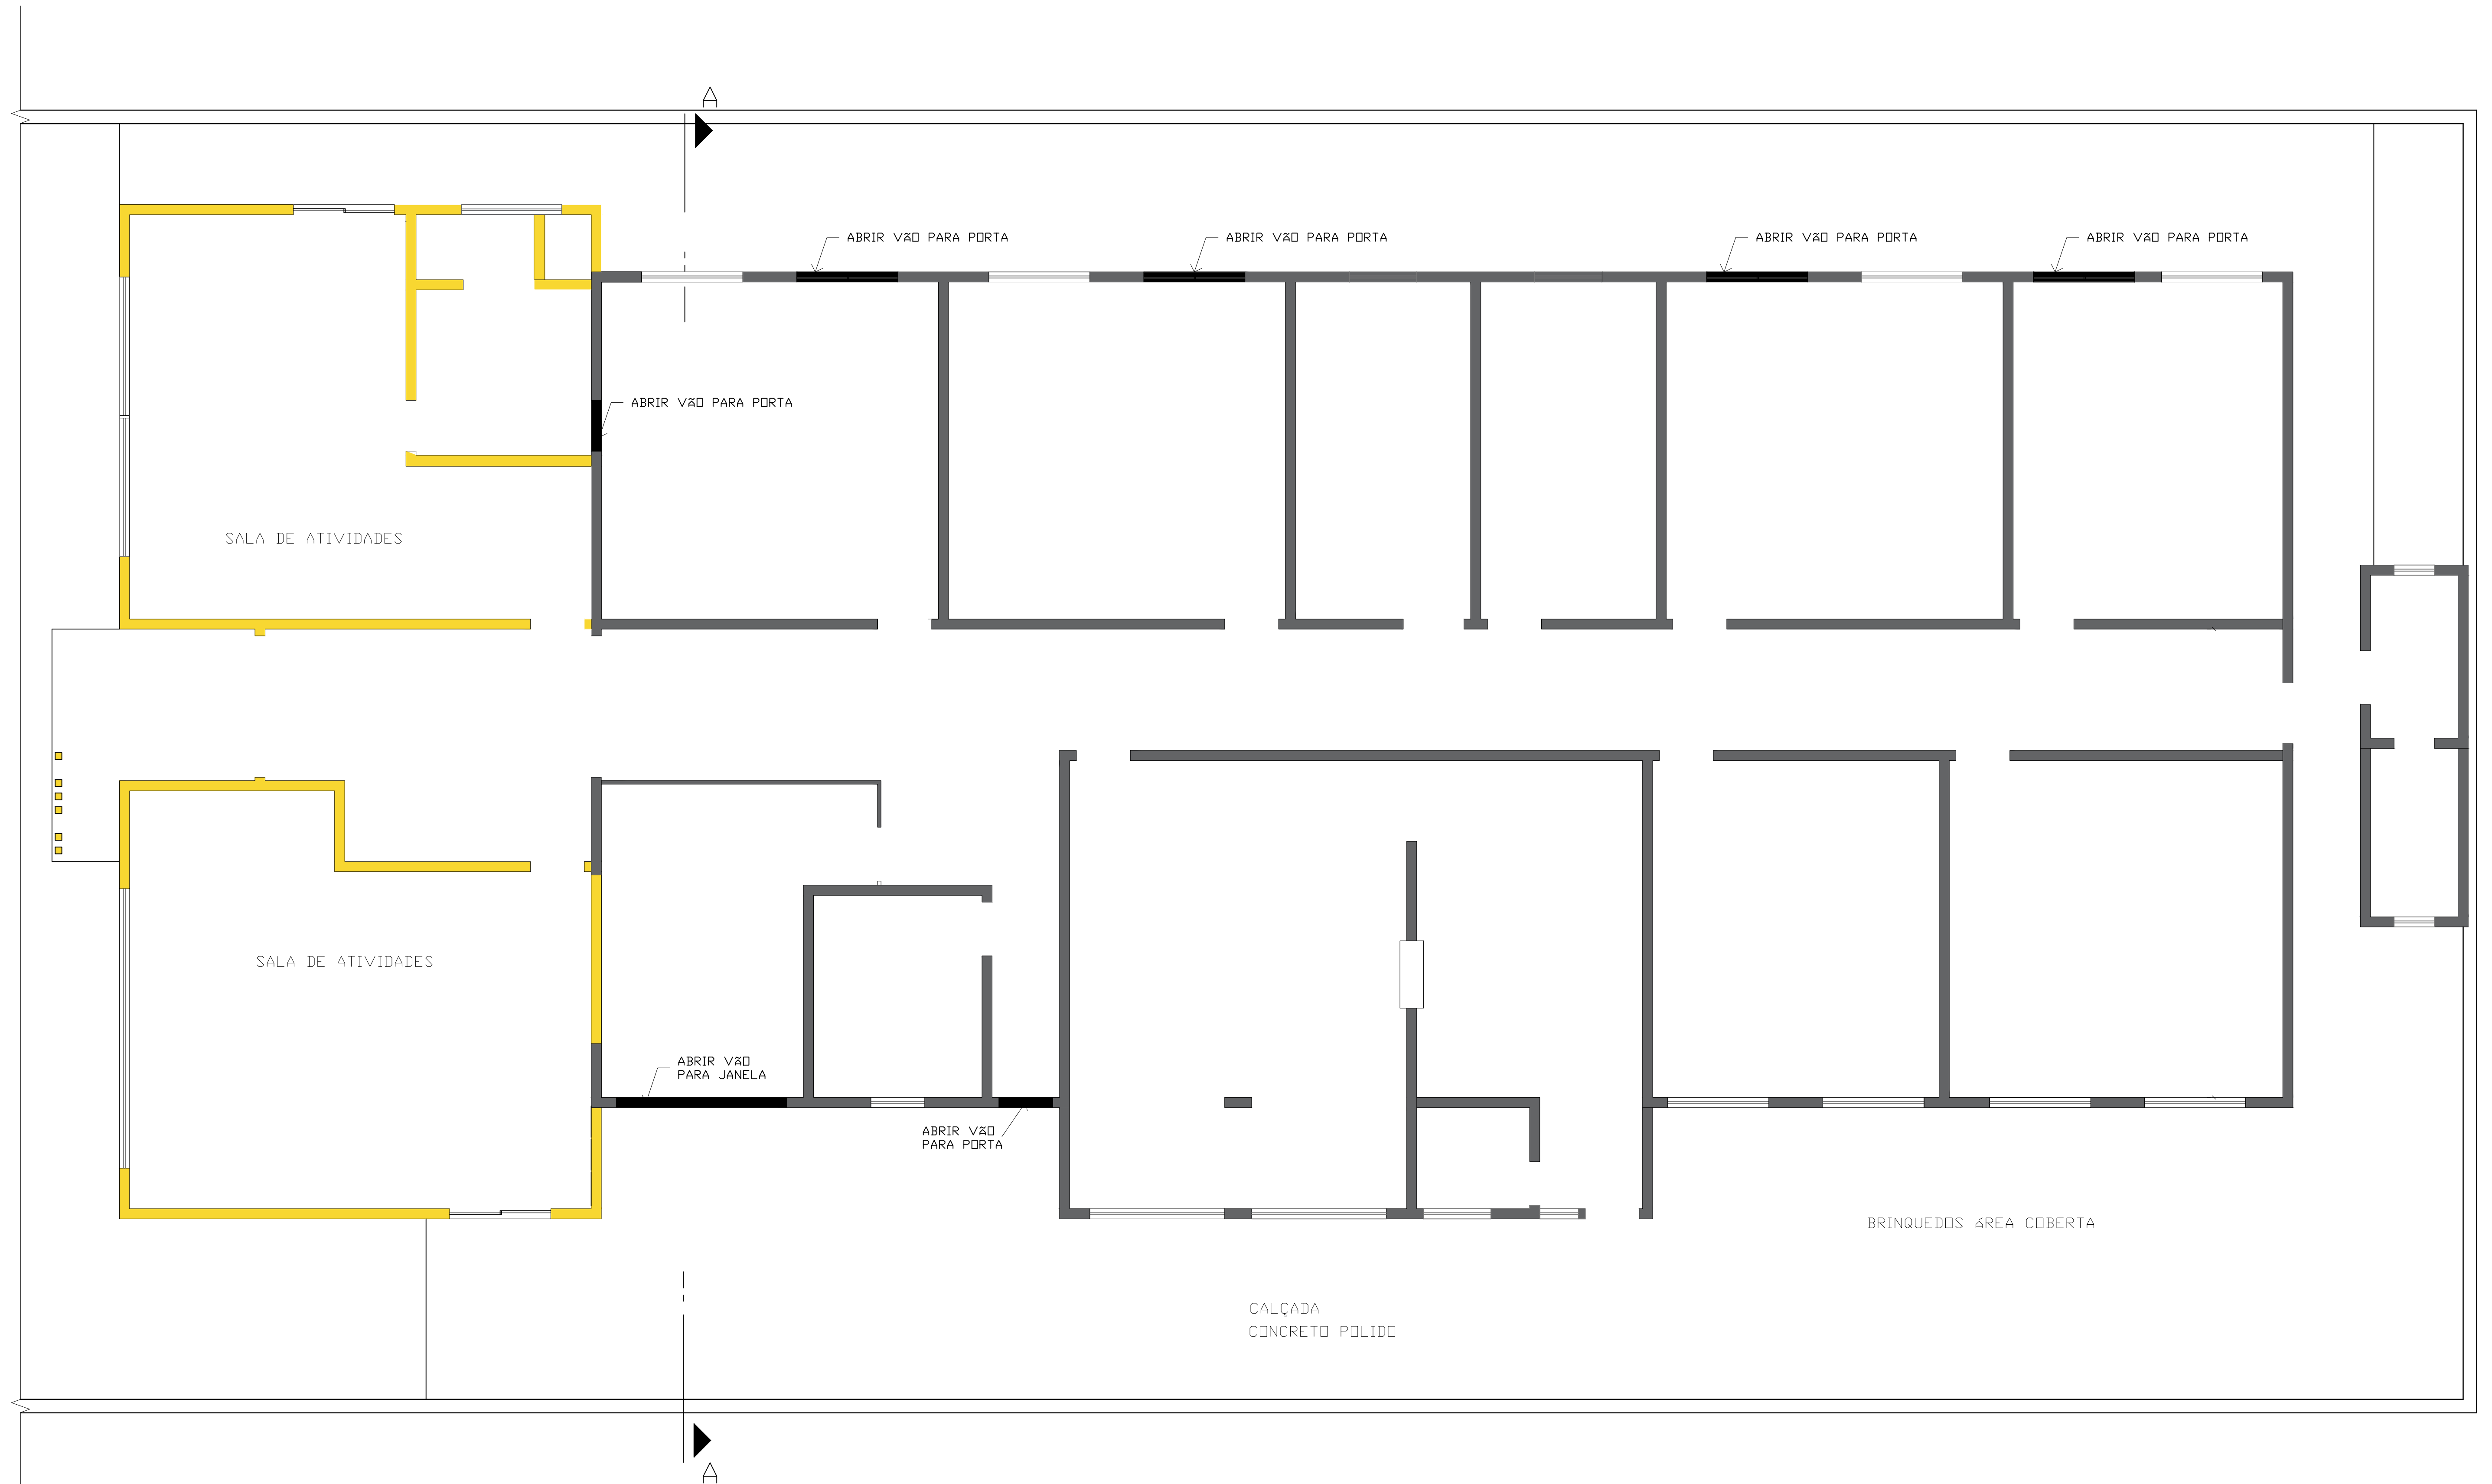 A
ABRIR VÃO PARA PORTA
ABRIR VÃO PARA PORTA
ABRIR VÃO PARA PORTA
ABRIR VÃO PARA PORTA
ABRIR VÃO PARA PORTA
SALA DE ATIVIDADES
SALA DE ATIVIDADES
ABRIR VÃO
PARA JANELA
ABRIR VÃO
PARA PORTA
BRINQUEDOS ÁREA COBERTA
CALÇADA
CONCRETO POLIDO
A